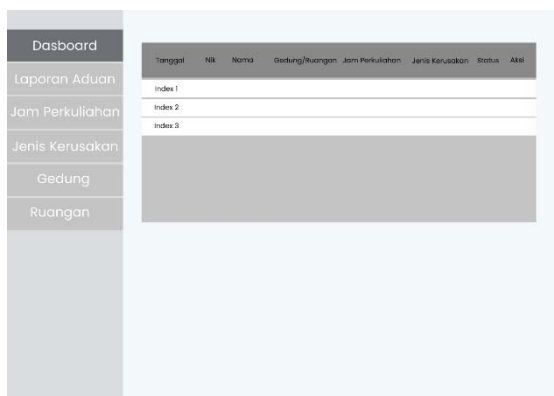 Dasboard
Laporan Aduan
Jam Perkuliahan
Jenis Kerusakan
Gedung
Ruangan
Tanggal Nik Nama Gedung/Ruangan Jam Perkuliahan Jenis Kerusakan Status Aksi
Index 1
Index 2
Index 3